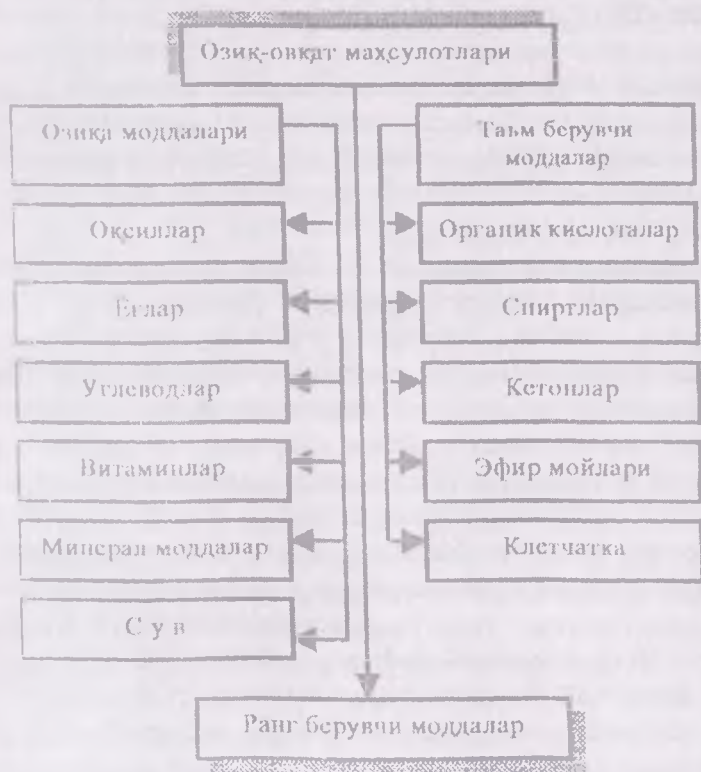 Озиқ-овқат маҳсулотлари
Озиқа моддалари
Таъм берувчи
моддалар
Оқсиллар
Органик кислоталар
Ёғлар
Спиртлар
Углеводлар
Кетонлар
Витаминлар
Эфир мойлари
Минерал моддалар
Клетчатка
С у в
Ранг берувчи моддалар